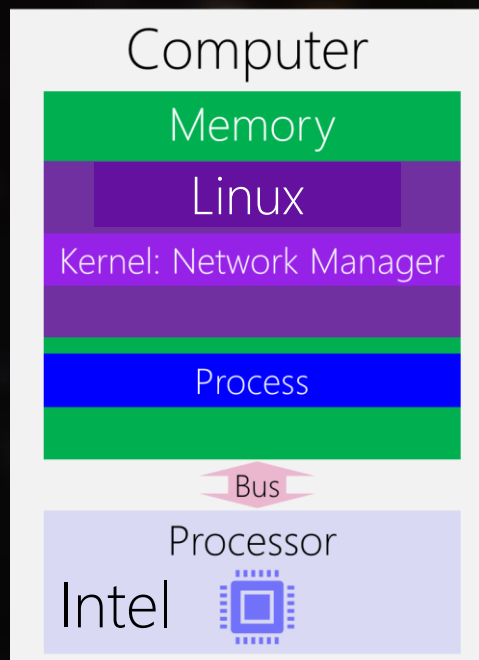 Computer
Memory
Linux
Kernel: Network Manager
Process
Bus
Processor
Intel